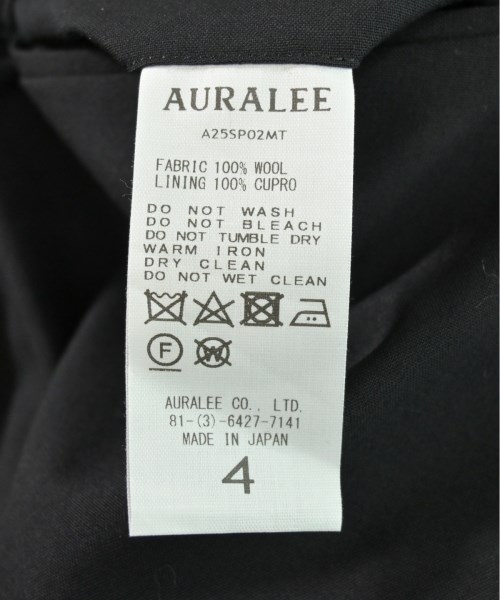 AURALEE
A25SP02MT
FABRIC 100% WOOL
LINING 100% CUPRO
DO NOT WASH
DO NOT BLEACH
DO NOT TUMBLE DRY
WARM IRON
DRY CLEAN
DO NOT WET CLEAN
F W
AURALEE CO., LTD.
81-(3)-6427-7141
MADE IN JAPAN
4